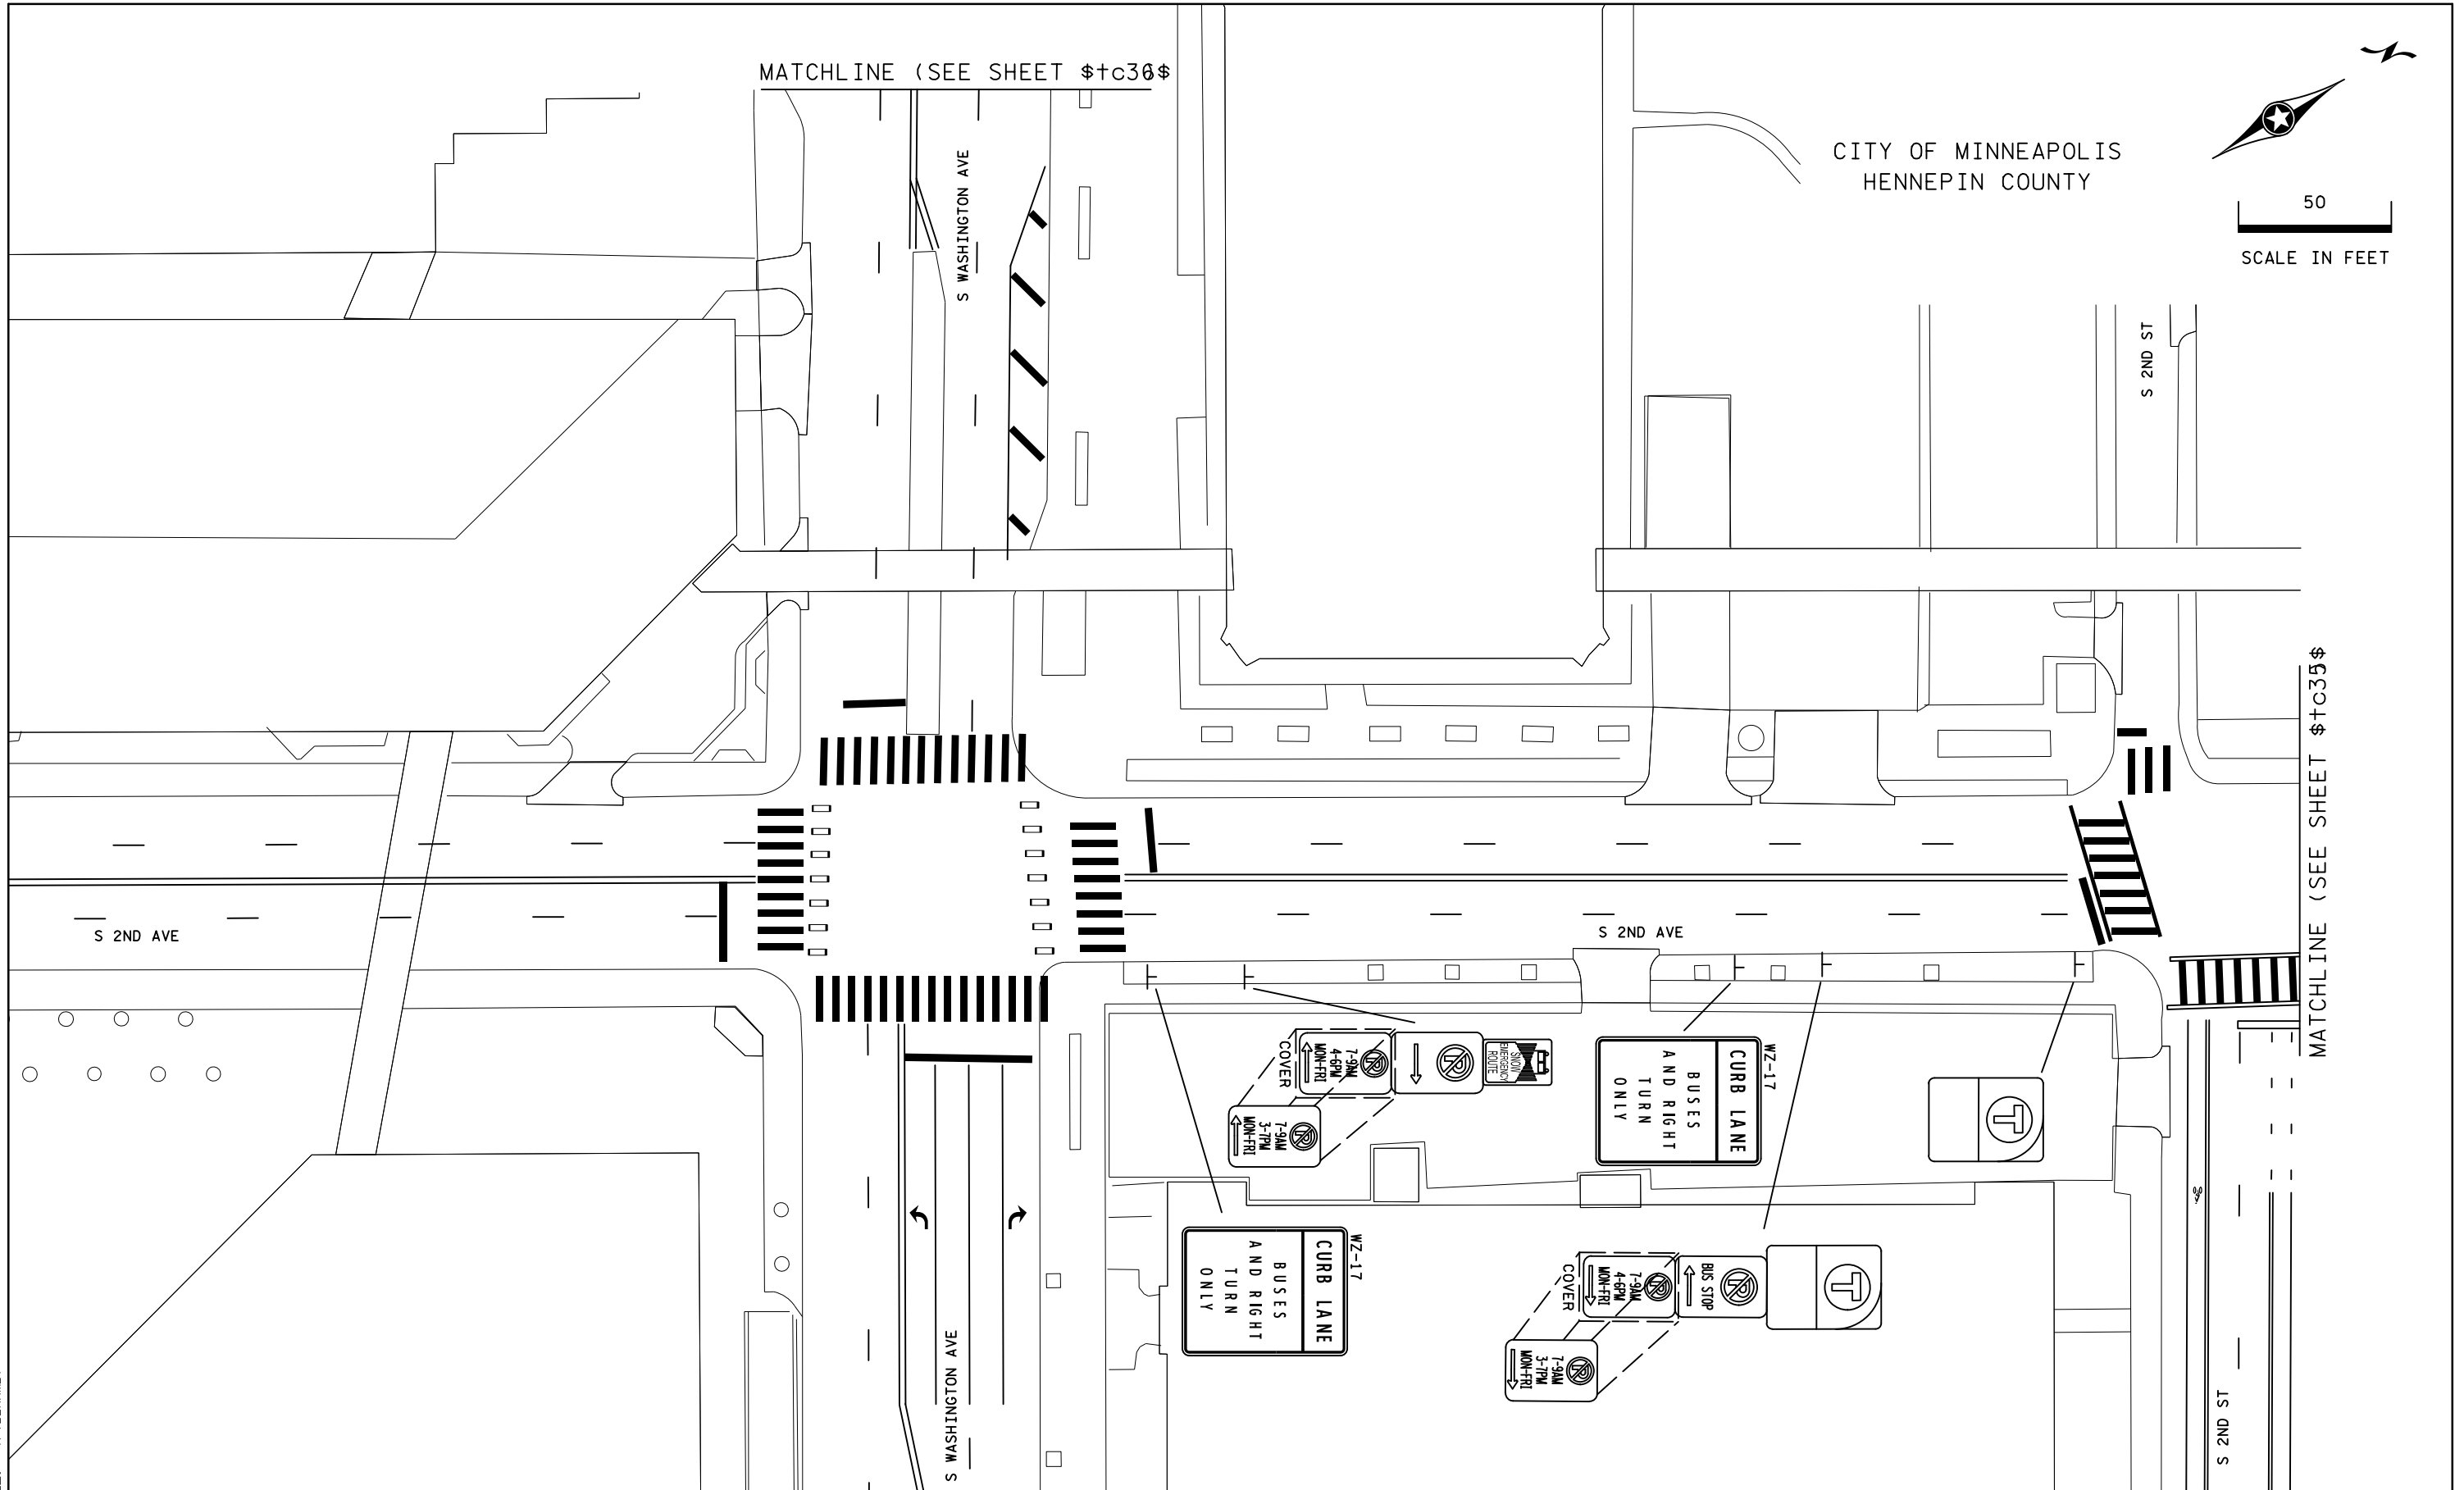 MATCHLINE (SEE SHEET $tc36$
CITY OF MINNEAPOLIS
HENNEPIN COUNTY
50
SCALE IN FEET
S WASHINGTON AVE
S 2ND ST
MATCHLINE (SEE SHEET $tc35$
S 2ND AVE
S 2ND AVE
SNOW
EMERGENCY
ROUTE
P
P
7-9AM
4-6PM
MON-FRI
COVER
P
7-9AM
3-7PM
MON-FRI
WZ-17
CURB LANE
BUSES
AND RIGHT
TURN
ONLY
T
WZ-17
CURB LANE
BUSES
AND RIGHT
TURN
ONLY
T
P
BUS STOP
P
7-9AM
4-6PM
MON-FRI
COVER
P
7-9AM
3-7PM
MON-FRI
S WASHINGTON AVE
S 2ND ST